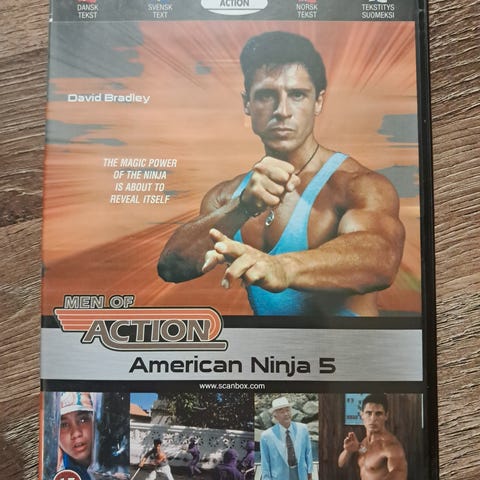 ACTION
DANSK
TEKST
SVENSK
TEXT
NORSK
TEKST
TEKSTITYS
SUOMEKSI
David Bradley
THE MAGIC POWER
OF THE NINJA
IS ABOUT TO
REVEAL ITSELF
MEN OF
ACTION
American Ninja 5
www.scanbox.com
15